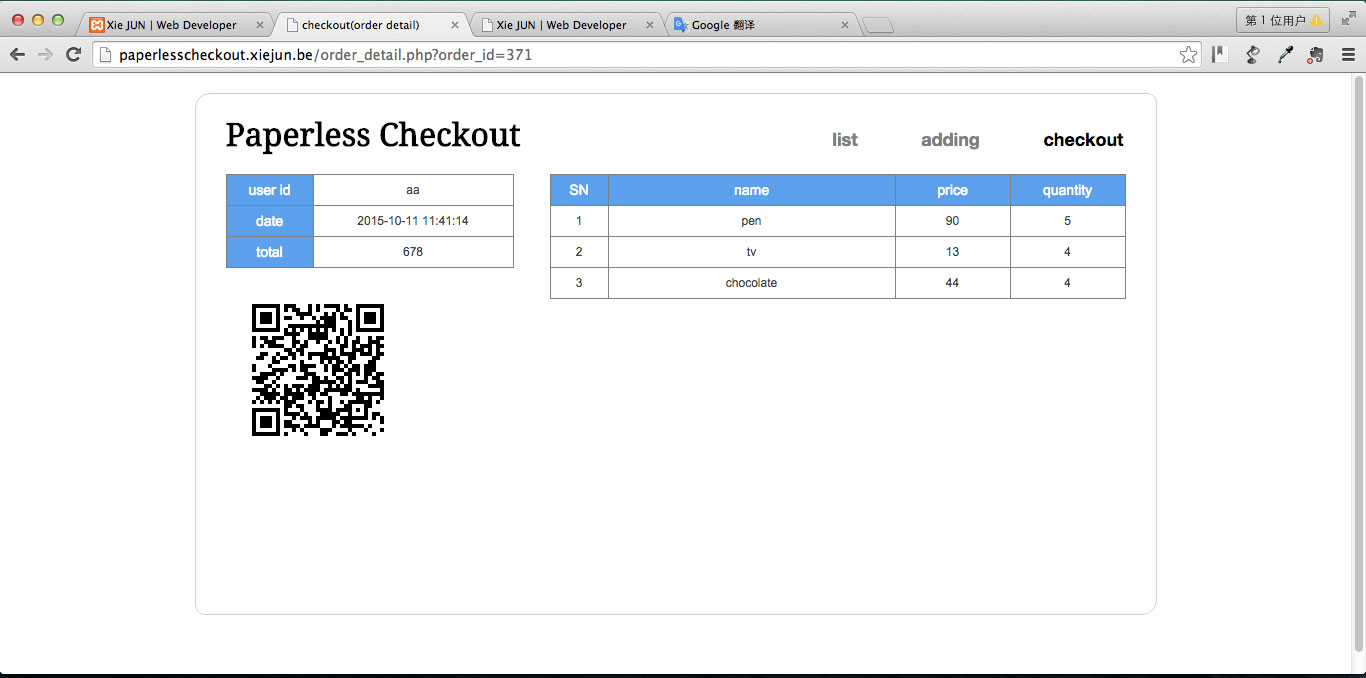 Xie JUN | Web Developer
checkout(order detail)
Xie JUN | Web Developer
Google 翻译
第 1 位用户
paperlesscheckout.xiejun.be/order_detail.php?order_id=371
Paperless Checkout
list adding checkout
user id aa
date 2015-10-11 11:41:14
total 678
SN name price quantity
1 pen 90 5
2 tv 13 4
3 chocolate 44 4